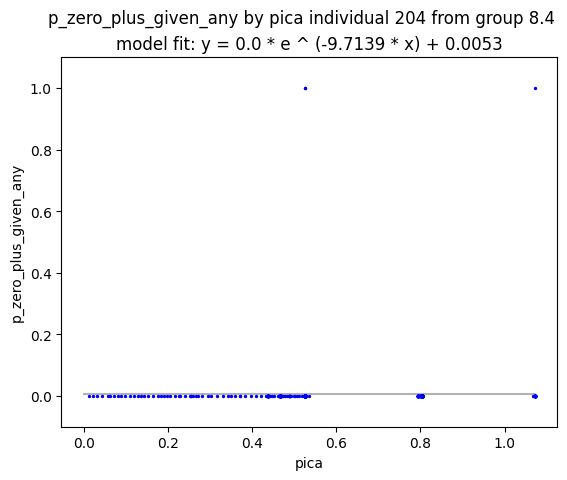 p_zero_plus_given_any by pica individual 204 from group 8.4
model fit: y = 0.0 * e ^ (-9.7139 * x) + 0.0053
1.0
0.8
0.6
0.4
0.2
0.0
p_zero_plus_given_any
0.0 0.2 0.4 0.6 0.8 1.0
pica